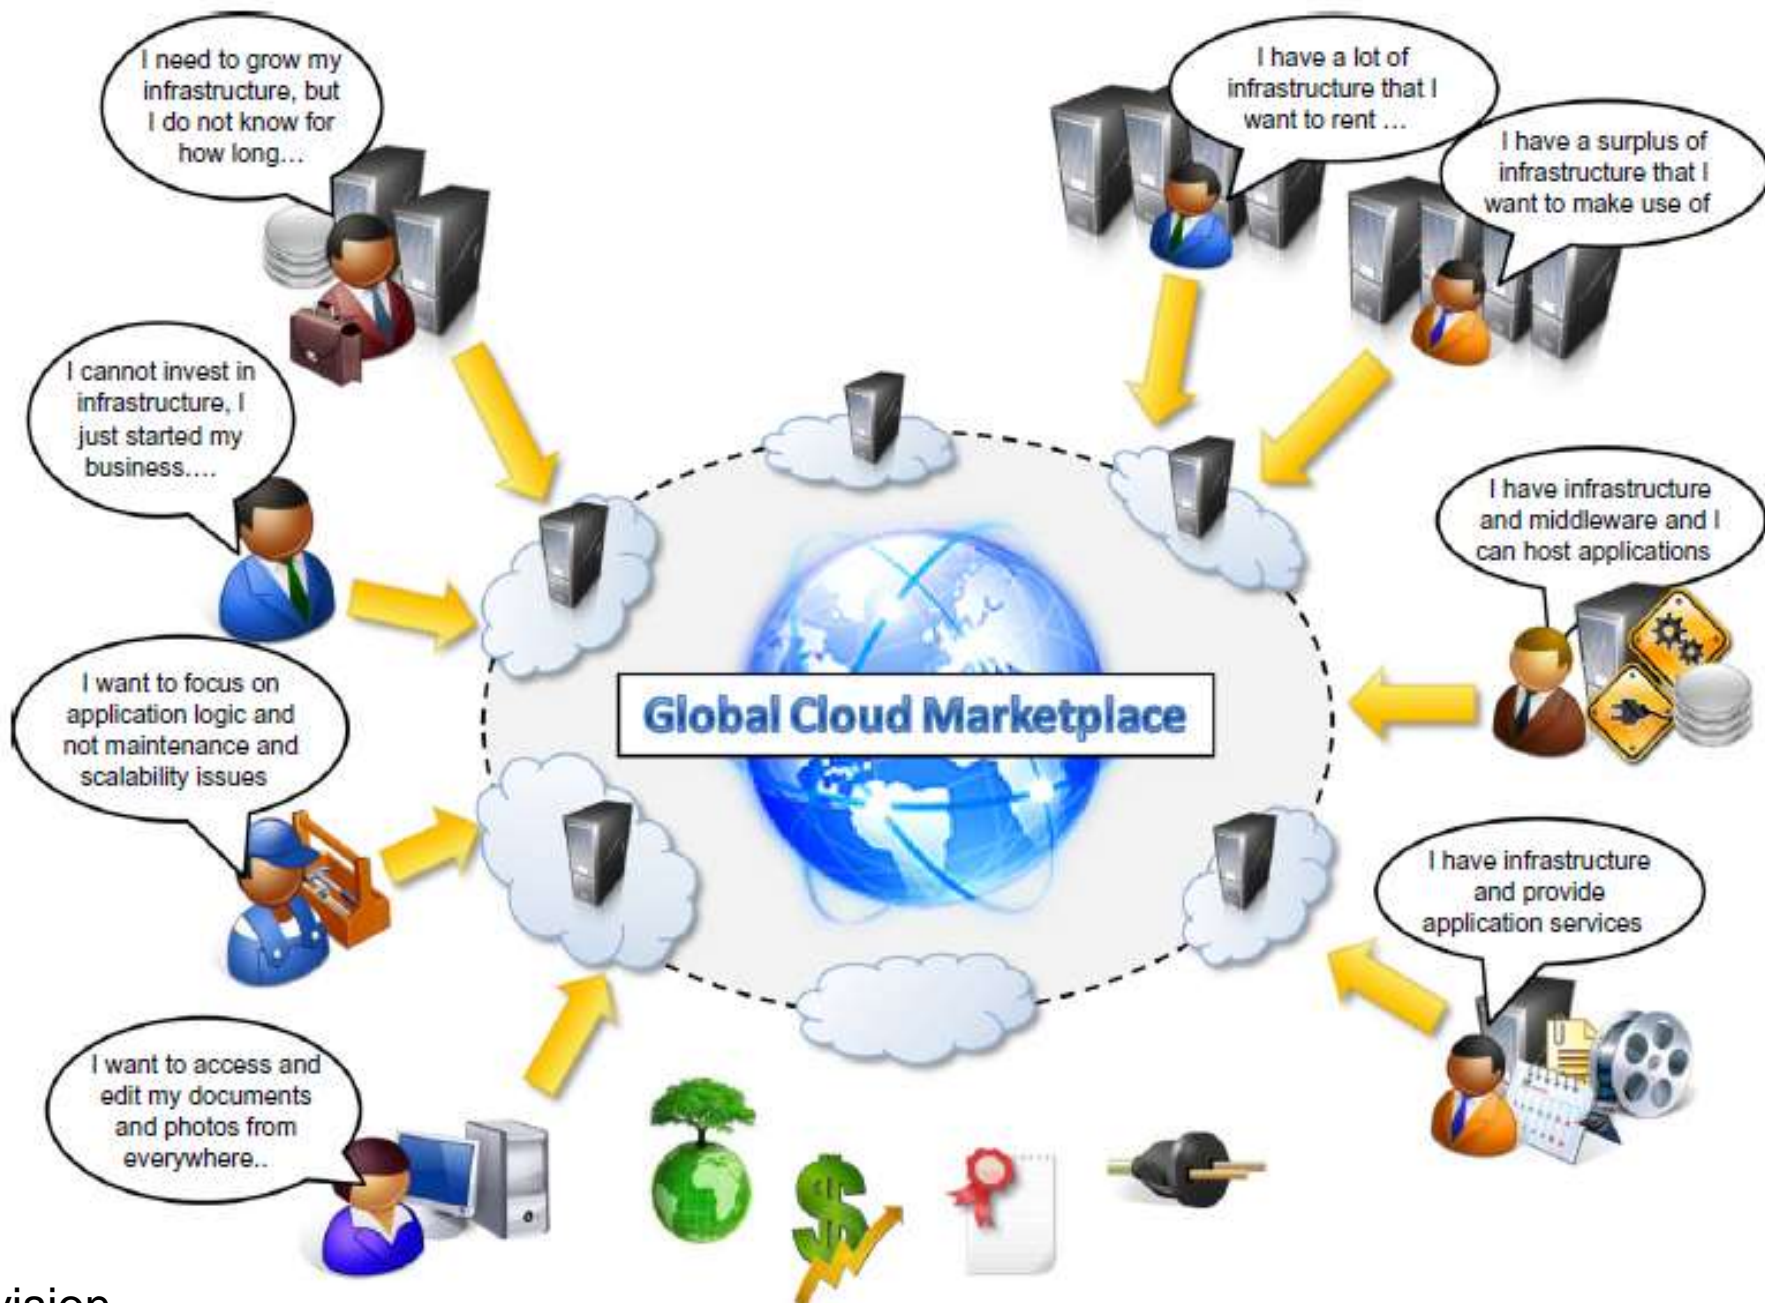 I need to grow my
infrastructure, but
I do not know for
how long…
I have a lot of
infrastructure that I
want to rent …
I have a surplus of
infrastructure that I
want to make use of
I cannot invest in
infrastructure, I
just started my
business….
I have infrastructure
and middleware and I
can host applications
I want to focus on
application logic and
not maintenance and
scalability issues
Global Cloud Marketplace
I have infrastructure
and provide
application services
I want to access and
edit my documents
and photos from
everywhere..